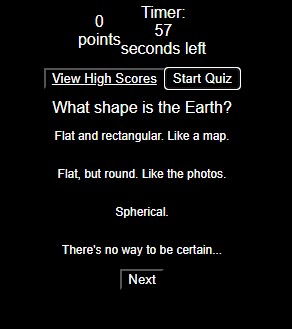 0
points
Timer:
57
seconds left
View High Scores
Start Quiz
What shape is the Earth?
Flat and rectangular. Like a map.
Flat, but round. Like the photos.
Spherical.
There's no way to be certain...
Next